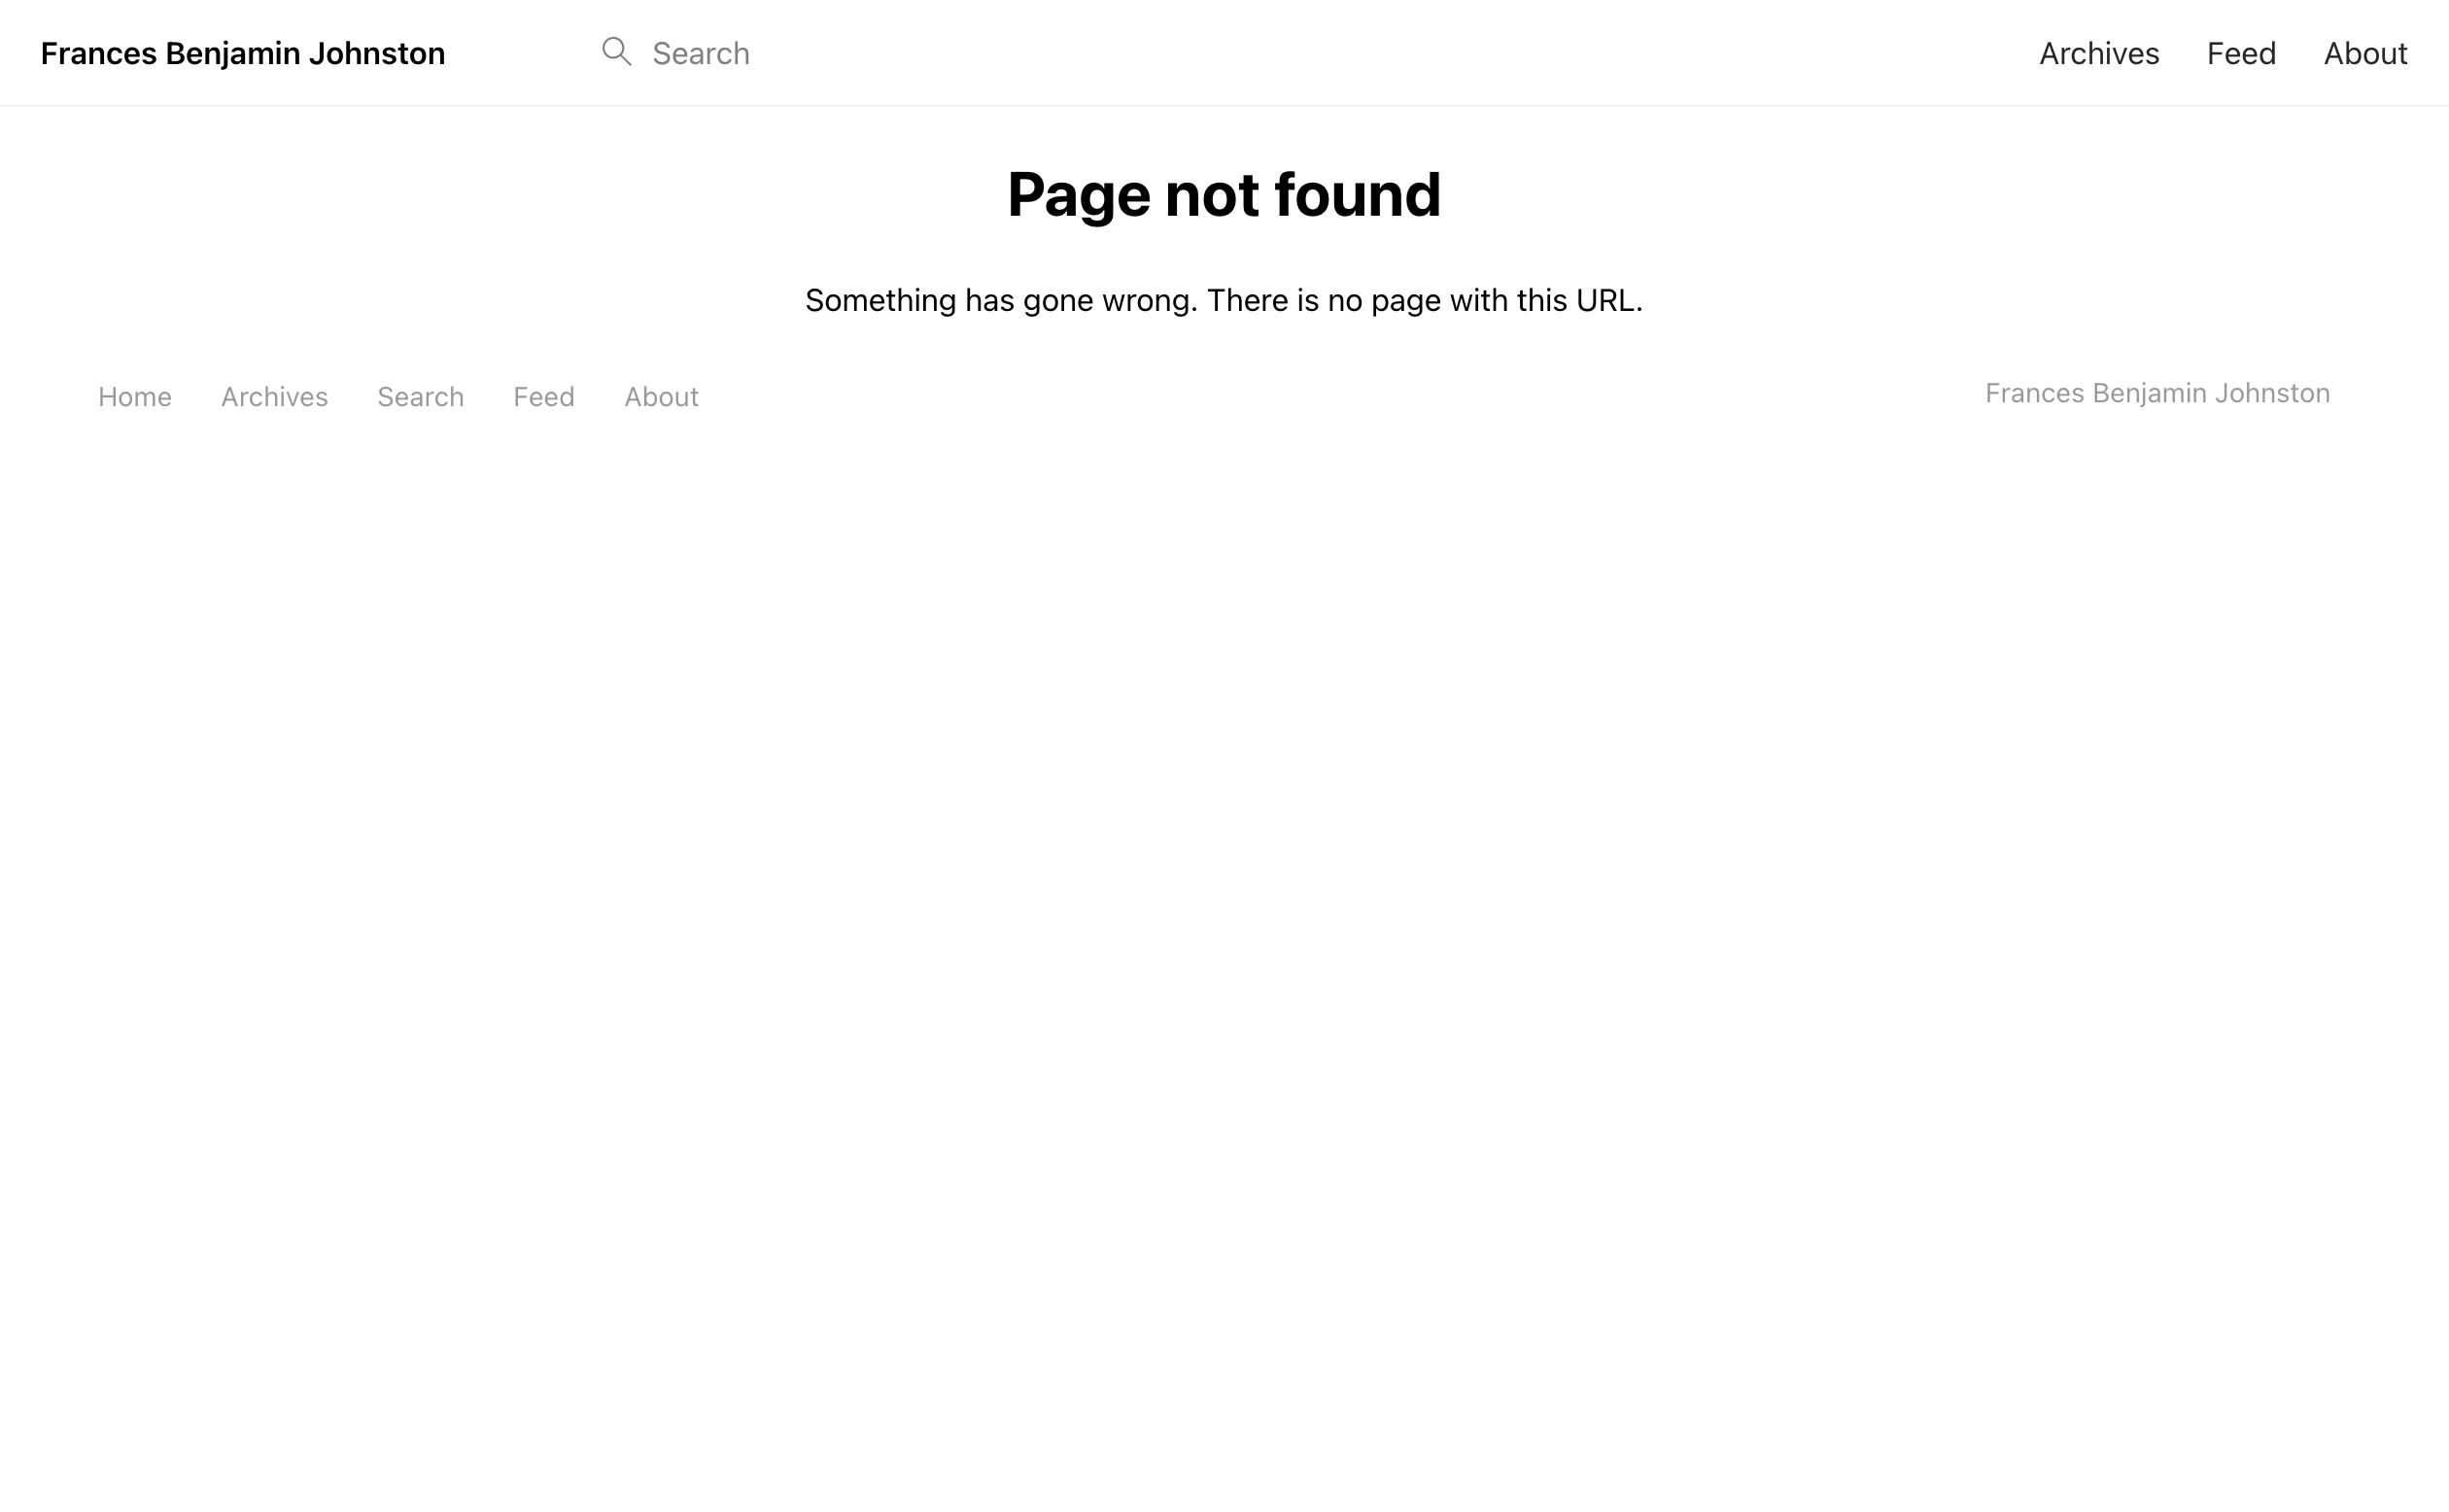 Frances Benjamin Johnston Search Archives Feed About
Page not found
Something has gone wrong. There is no page with this URL.
Home Archives Search Feed About Frances Benjamin Johnston